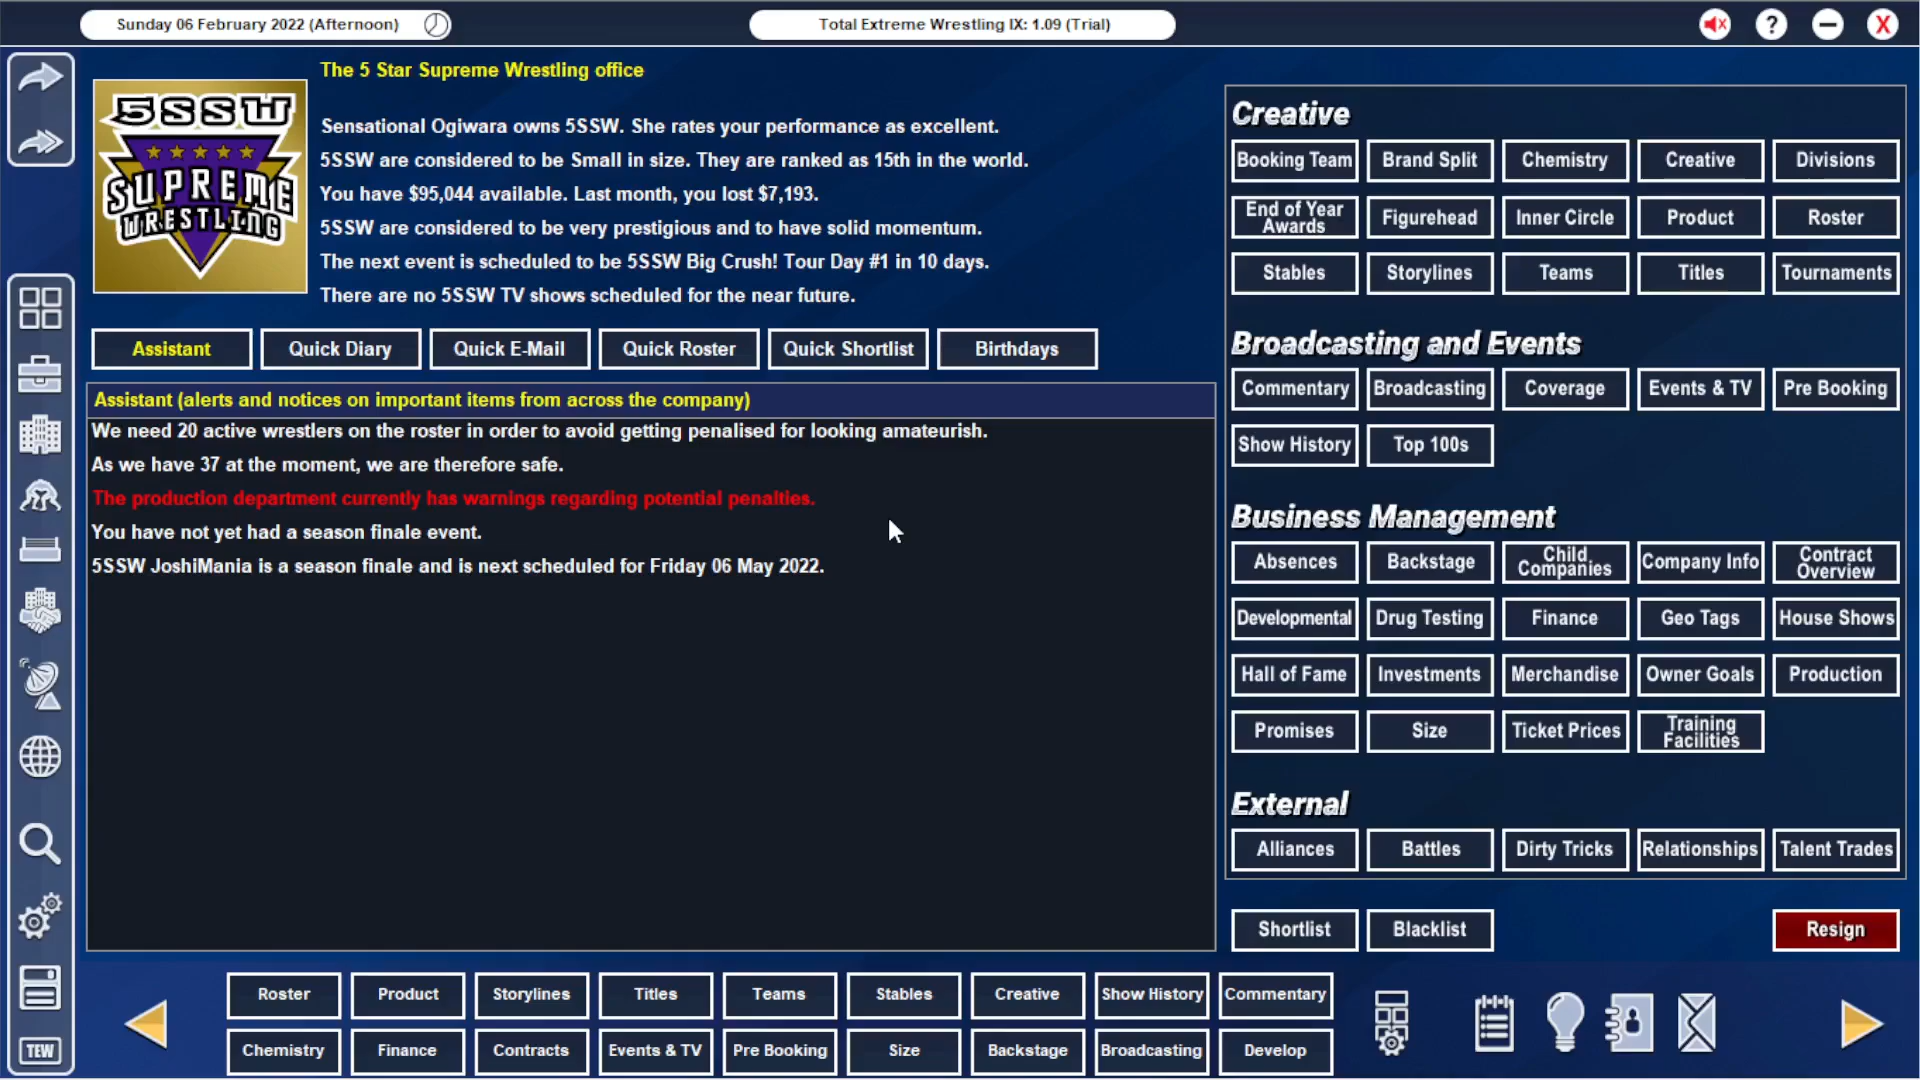 Sunday 06 February 2022 (Afternoon)
Total Extreme Wrestling IX: 1.09 (Trial)
?
X
5SSW
SUPREME
WRESTLING
The 5 Star Supreme Wrestling office
Sensational Ogiwara owns 5SSW. She rates your performance as excellent.
5SSW are considered to be Small in size. They are ranked as 15th in the world.
You have $95,044 available. Last month, you lost $7,193.
5SSW are considered to be very prestigious and to have solid momentum.
The next event is scheduled to be 5SSW Big Crush! Tour Day #1 in 10 days.
There are no 5SSW TV shows scheduled for the near future.
Assistant
Quick Diary
Quick E-Mail
Quick Roster
Quick Shortlist
Birthdays
Assistant (alerts and notices on important items from across the company)
We need 20 active wrestlers on the roster in order to avoid getting penalised for looking amateurish.
As we have 37 at the moment, we are therefore safe.
The production department currently has warnings regarding potential penalties.
You have not yet had a season finale event.
5SSW JoshiMania is a season finale and is next scheduled for Friday 06 May 2022.
Creative
Booking Team
Brand Split
Chemistry
Creative
Divisions
End of Year
Awards
Figurehead
Inner Circle
Product
Roster
Stables
Storylines
Teams
Titles
Tournaments
Broadcasting and Events
Commentary
Broadcasting
Coverage
Events & TV
Pre Booking
Show History
Top 100s
Business Management
Absences
Backstage
Child
Companies
Company Info
Contract
Overview
Developmental
Drug Testing
Finance
Geo Tags
House Shows
Hall of Fame
Investments
Merchandise
Owner Goals
Production
Promises
Size
Ticket Prices
Training
Facilities
External
Alliances
Battles
Dirty Tricks
Relationships
Talent Trades
Shortlist
Blacklist
Resign
Roster
Product
Storylines
Titles
Teams
Stables
Creative
Show History
Commentary
Chemistry
Finance
Contracts
Events & TV
Pre Booking
Size
Backstage
Broadcasting
Develop
TEW